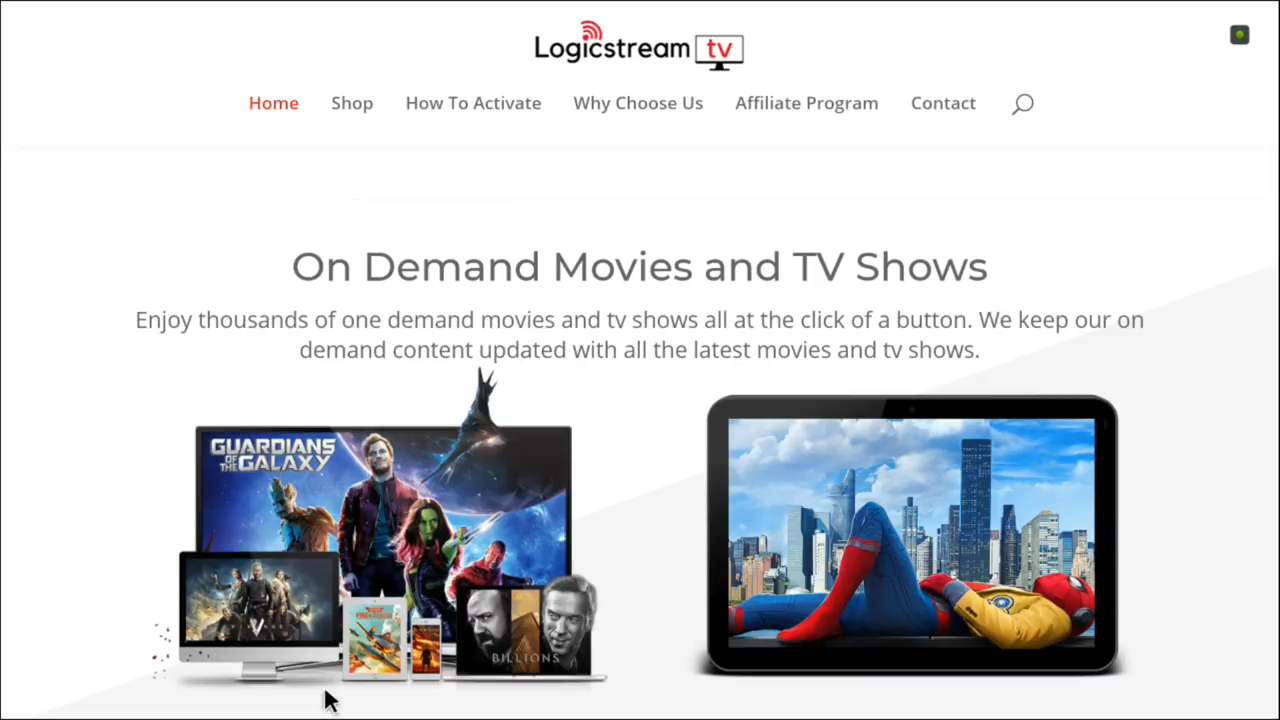 Logicstream tv
Home Shop How To Activate Why Choose Us Affiliate Program Contact
On Demand Movies and TV Shows
Enjoy thousands of one demand movies and tv shows all at the click of a button. We keep our on
demand content updated with all the latest movies and tv shows.
GUARDIANS
OF THE GALAXY
BILLIONS